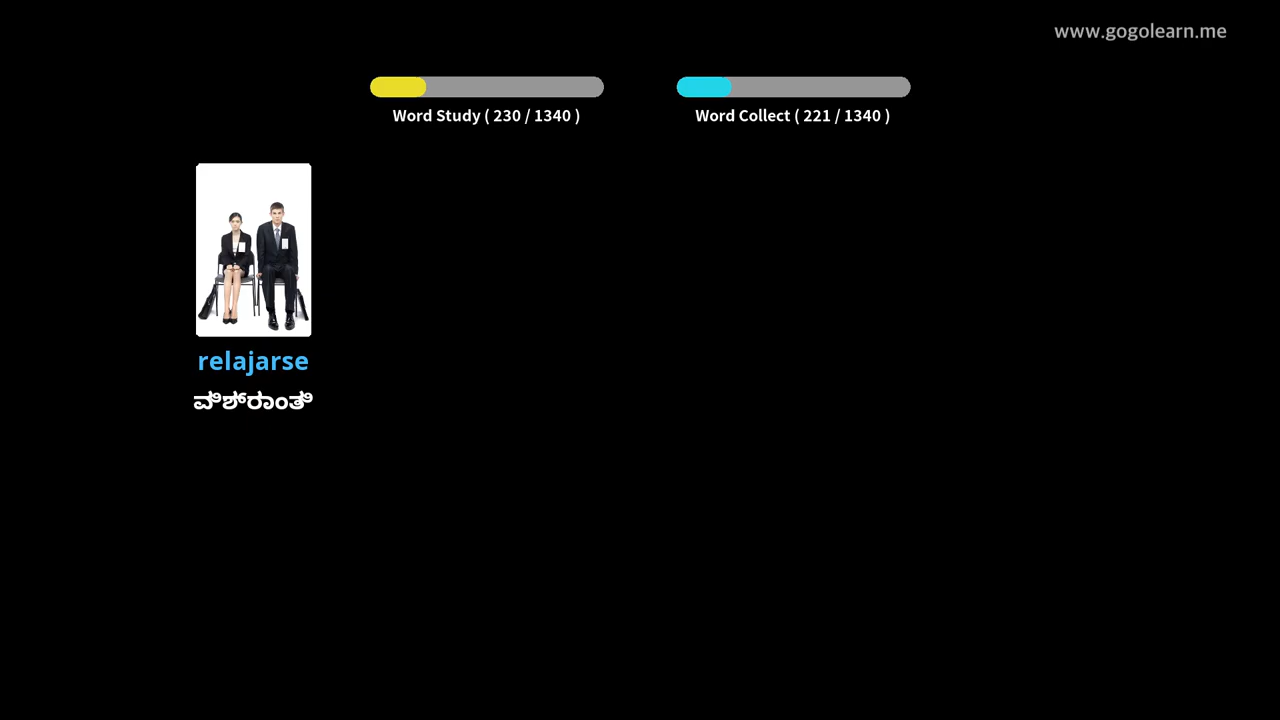 www.gogolearn.me
Word Study ( 230 / 1340 )
Word Collect ( 221 / 1340 )
relajarse
ವಿಶ್ರಾಂತಿ